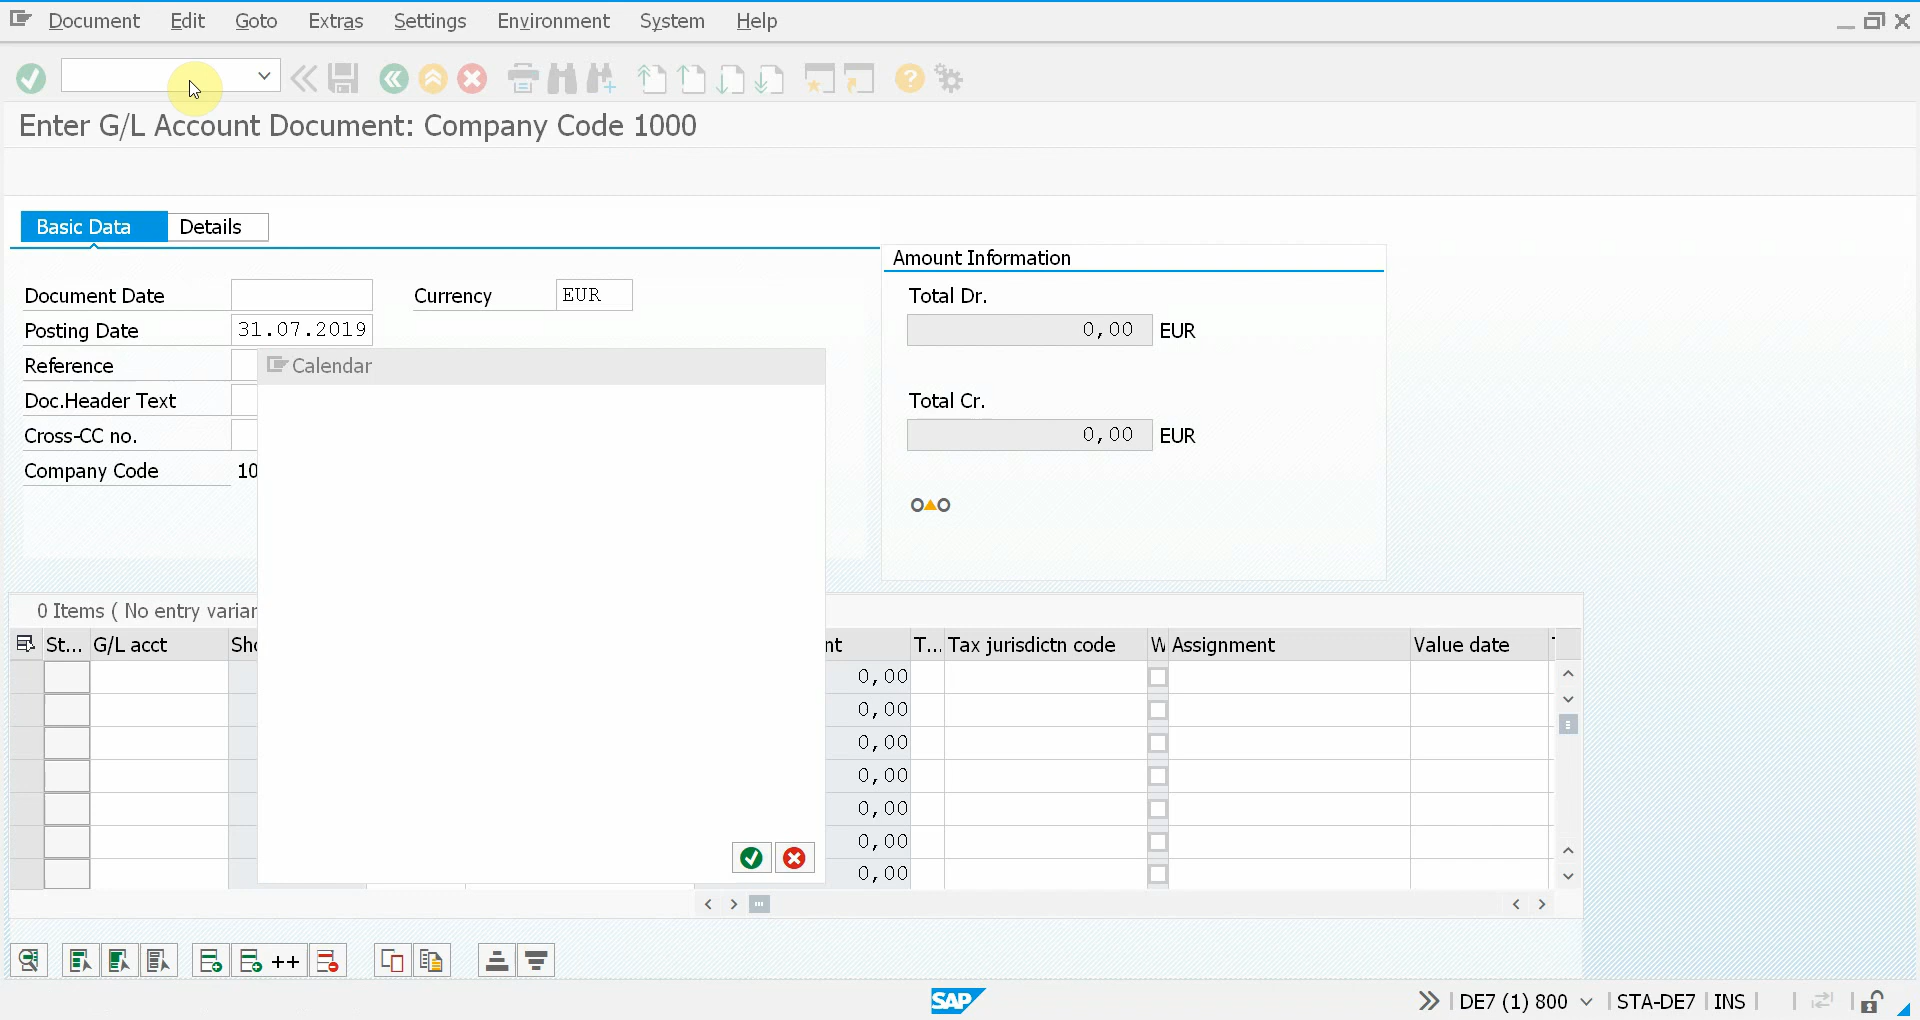 Document Edit Goto Extras Settings Environment System Help
Enter G/L Account Document: Company Code 1000
Basic Data Details
Amount Information
Document Date Currency EUR Total Dr.
Posting Date 31.07.2019 0,00 EUR
Reference Calendar
Doc.Header Text Total Cr.
Cross-CC no. 0,00 EUR
Company Code 10
0 Items ( No entry varian
St... G/L acct Sho nt T... Tax jurisdictn code W Assignment Value date
0,00
0,00
0,00
0,00
0,00
0,00
0,00
++
SAP DE7 (1) 800 STA-DE7 INS